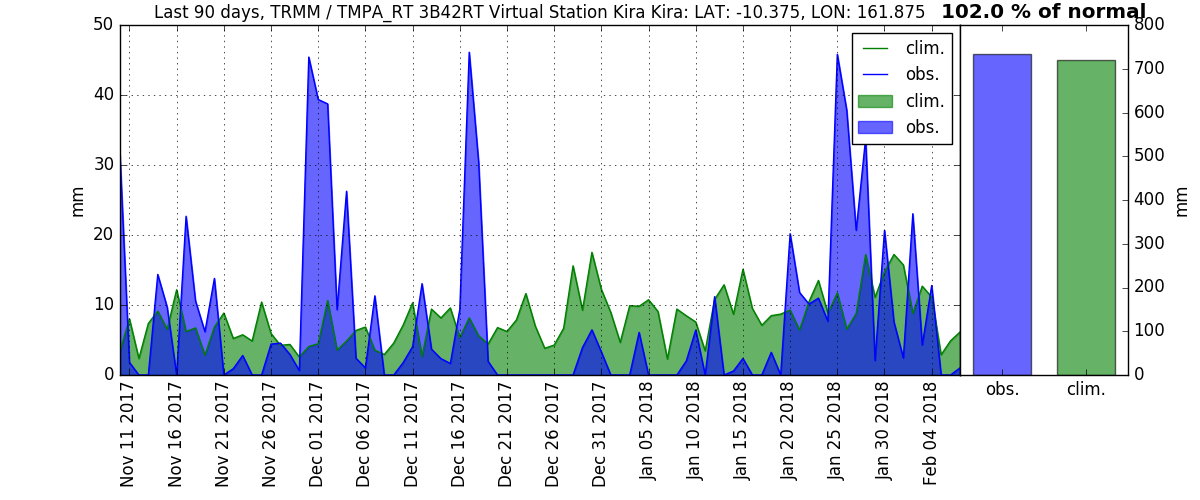 Last 90 days, TRMM / TMPA_RT 3B42RT Virtual Station Kira Kira: LAT: -10.375, LON: 161.875 102.0 % of normal
50
40
30
20
10
0
mm
clim.
obs.
clim.
obs.
Nov 11 2017
Nov 16 2017
Nov 21 2017
Nov 26 2017
Dec 01 2017
Dec 06 2017
Dec 11 2017
Dec 16 2017
Dec 21 2017
Dec 26 2017
Dec 31 2017
Jan 05 2018
Jan 10 2018
Jan 15 2018
Jan 20 2018
Jan 25 2018
Jan 30 2018
Feb 04 2018
800
700
600
500
400
300
200
100
0
mm
obs. clim.